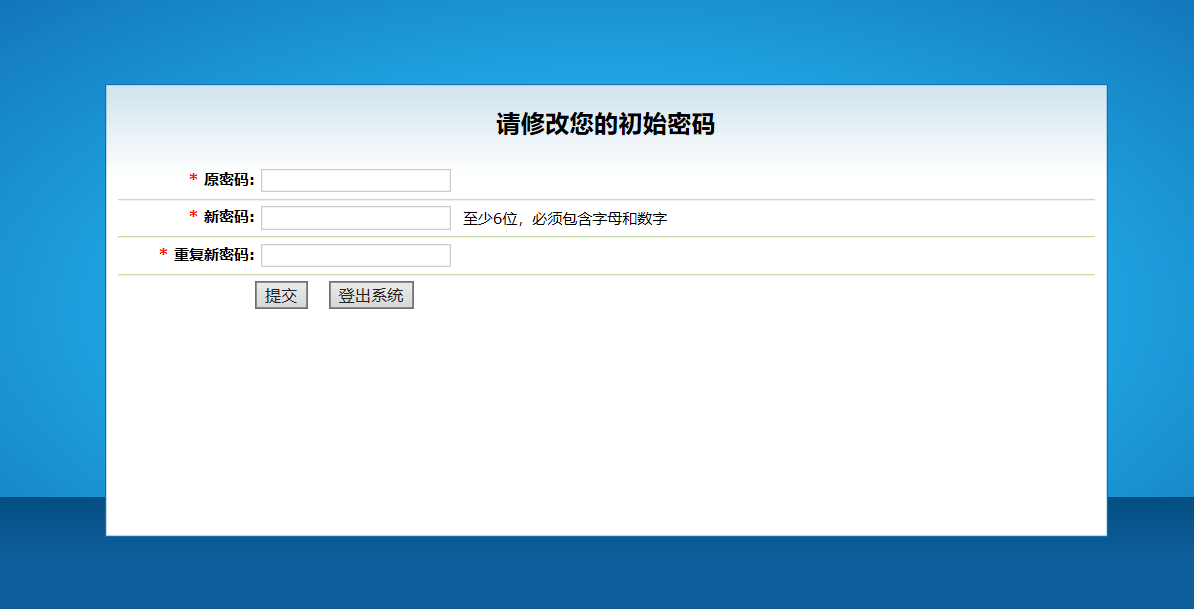 请修改您的初始密码
* 原密码:
* 新密码: 至少6位，必须包含字母和数字
* 重复新密码:
提交 登出系统